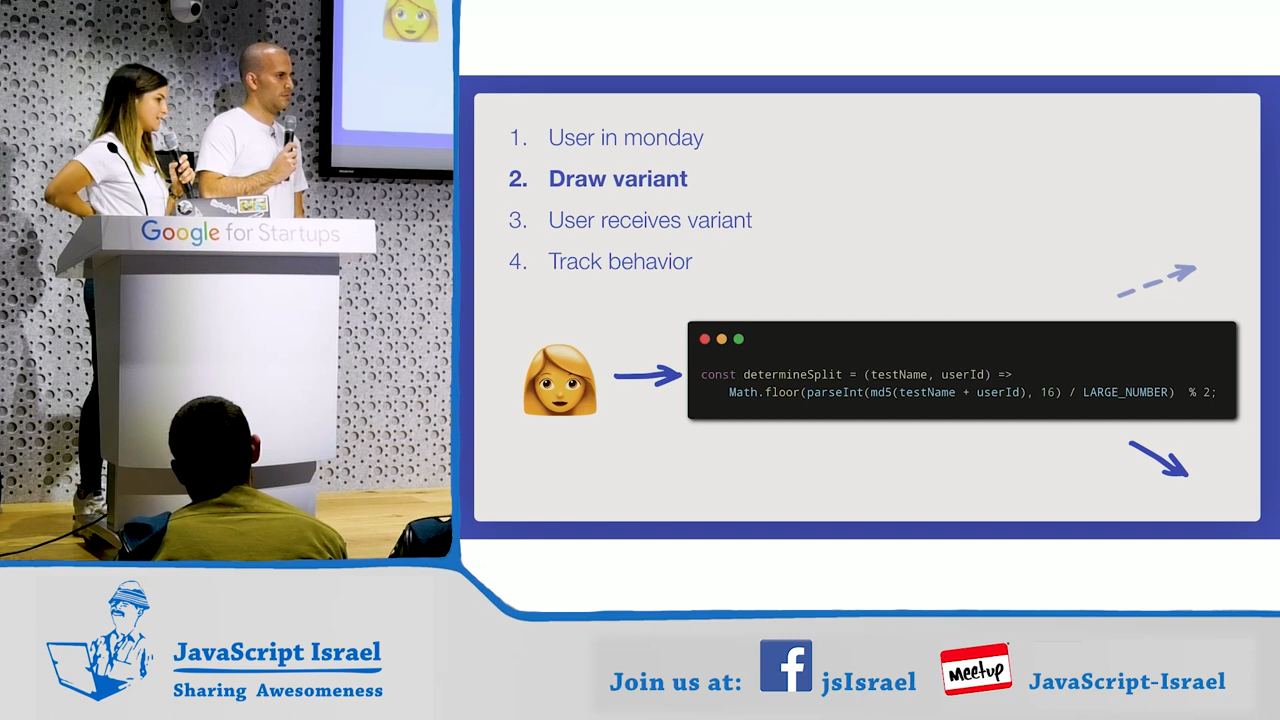 Google for Startups
1. User in monday
2. Draw variant
3. User receives variant
4. Track behavior
const determineSplit = (testName, userId) =>
Math.floor(parseInt(md5(testName + userId), 16) / LARGE_NUMBER) % 2;
JavaScript Israel
Sharing Awesomeness
Join us at:
f
jsIsrael
Meetup
JavaScript-Israel